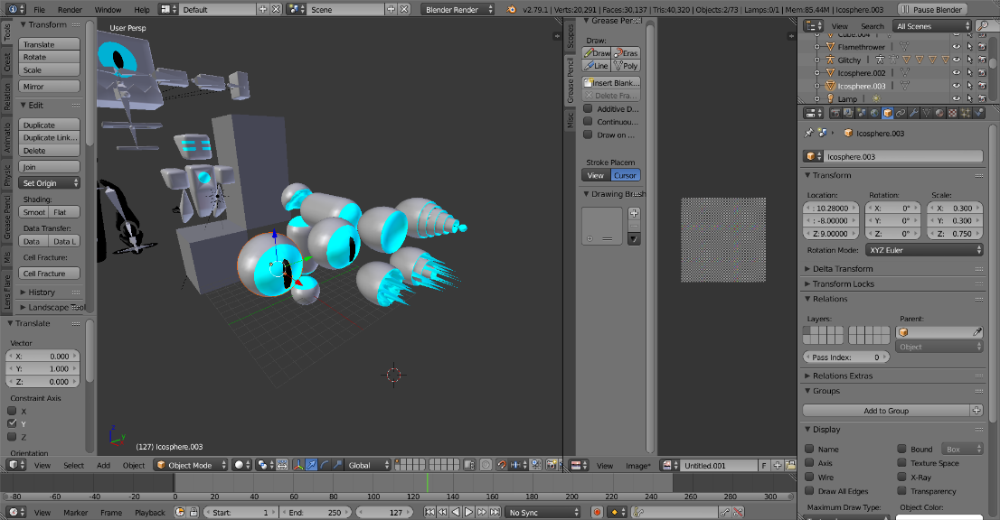 File Render Window Help Default Scene Blender Render v2.79.1 | Verts:20,291 | Faces:30,137 | Tris:40,320 | Objects:2/73 | Lamps:0/1 | Mem:85.44M | Icosphere.003 Pause Blender
Tools
Creat
Relation
Animatio
Physic
Grease Penci
Mis
Lens Flare
Transform
Translate
Rotate
Scale
Mirror
Edit
Duplicate
Duplicate Link...
Delete
Join
Set Origin
Shading:
Smoot Flat
Data Transfer:
Data Data L
Cell Fracture:
Cell Fracture
History
Landscape Tool
Translate
Vector
X: 0.000
Y: 1.000
Z: 0.000
Constraint Axis
X
Y
Z
Orientation
User Persp
(127) Icosphere.003
View Select Add Object Object Mode Global
Scopes
Grease Pencil
Misc
Grease Penc
Draw:
Draw Eras
Line Poly
Insert Blank...
Delete Fra...
Additive D...
Continuou...
Draw on ...
Stroke Placem
View Cursor
Drawing Brush
View Image* Untitled.001 F
View Search All Scenes
Cube.004
Flamethrower
Glitchy
Icosphere.002
Icosphere.003
Lamp
Icosphere.003
Icosphere.003
Transform
Location: Rotation: Scale:
: 10.28000 X: 0° X: 0.300
: -8.00000 Y: 0° Y: 0.300
Z:9.00000 Z: 0° Z: 0.750
Rotation Mode: XYZ Euler
Delta Transform
Transform Locks
Relations
Layers: Parent:
Object
Pass Index: 0
Relations Extras
Groups
Add to Group
Display
Name Bound Box
Axis Texture Space
Wire X-Ray
Draw All Edges Transparency
Maximum Draw Type: Object Color:
-80 -60 -40 -20 0 20 40 60 80 100 120 140 160 180 200 220 240 260 280 300
View Marker Frame Playback Start: 1 End: 250 127 No Sync